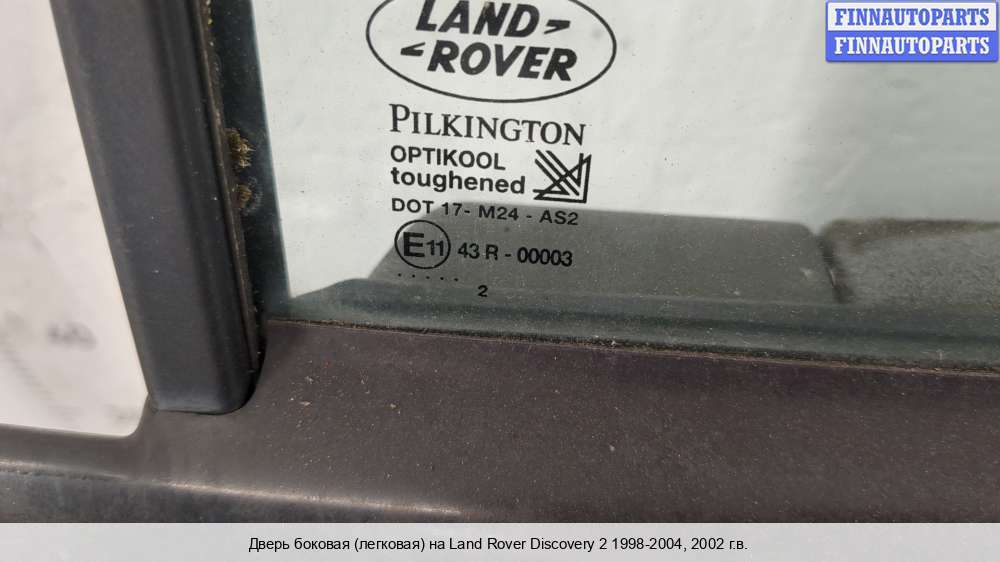 FINNAUTOPARTS
FINNAUTOPARTS
LAND
ROVER
PILKINGTON
OPTIKOOL
toughened
DOT 17- M24 - AS2
E11 43 R - 00003
. . . . .
2
Дверь боковая (легковая) на Land Rover Discovery 2 1998-2004, 2002 г.в.